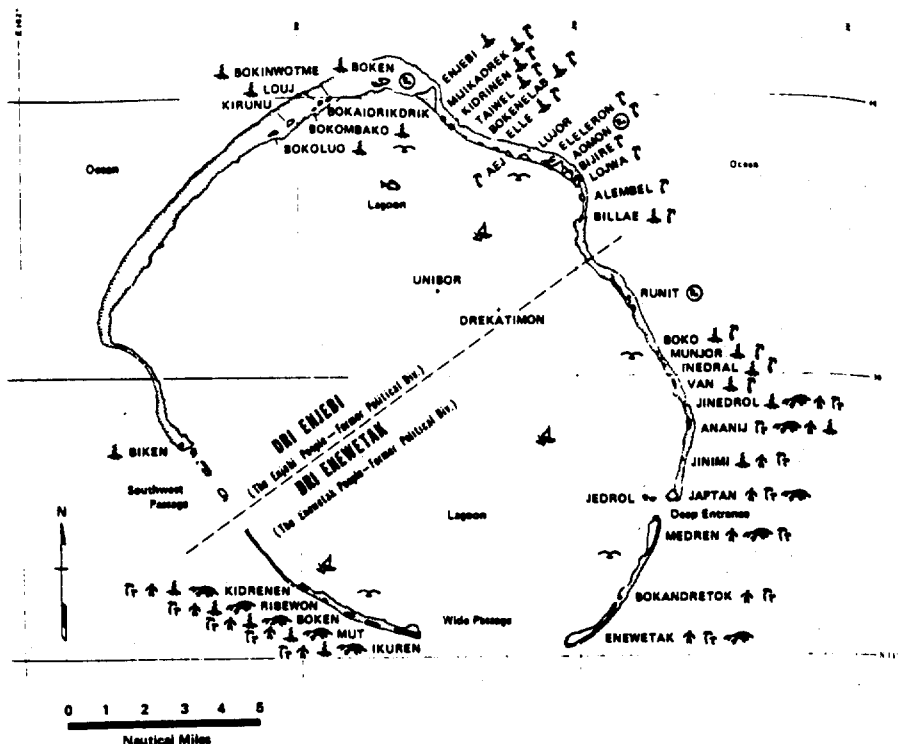 BOKINWOTME
BOKEN
LOUJ
KIRUNU
BOKAIDRIKDRIK
BOKOMBAKO
BOKOLUO
ENJEBI
MIJIKADREK
KIDRINEN
TAIWEL
BOKENELAB
ELLE
AEJ
LUJOR
ELELERON
AOMON
BIJIRE
LOJWA
ALEMBEL
BILLAE
Ocean
Ocean
Lagoon
UNIBOR
DREKATIMON
RUNIT
BOKO
MUNJOR
INEDRAL
VAN
JINEDROL
ANANIJ
JINIMI
JEDROL
JAPTAN
Deep Entrance
MEDREN
BOKANDRETOK
ENEWETAK
DRI ENJEBI
(The Enjebi People-Former Political Div.)
DRI ENEWETAK
(The Enewetak People-Former Political Div.)
BIKEN
Southwest
Passage
Lagoon
N
KIDRENEN
RIBEWON
BOKEN
MUT
IKUREN
Wide Passage
0 1 2 3 4 5
Nautical Miles